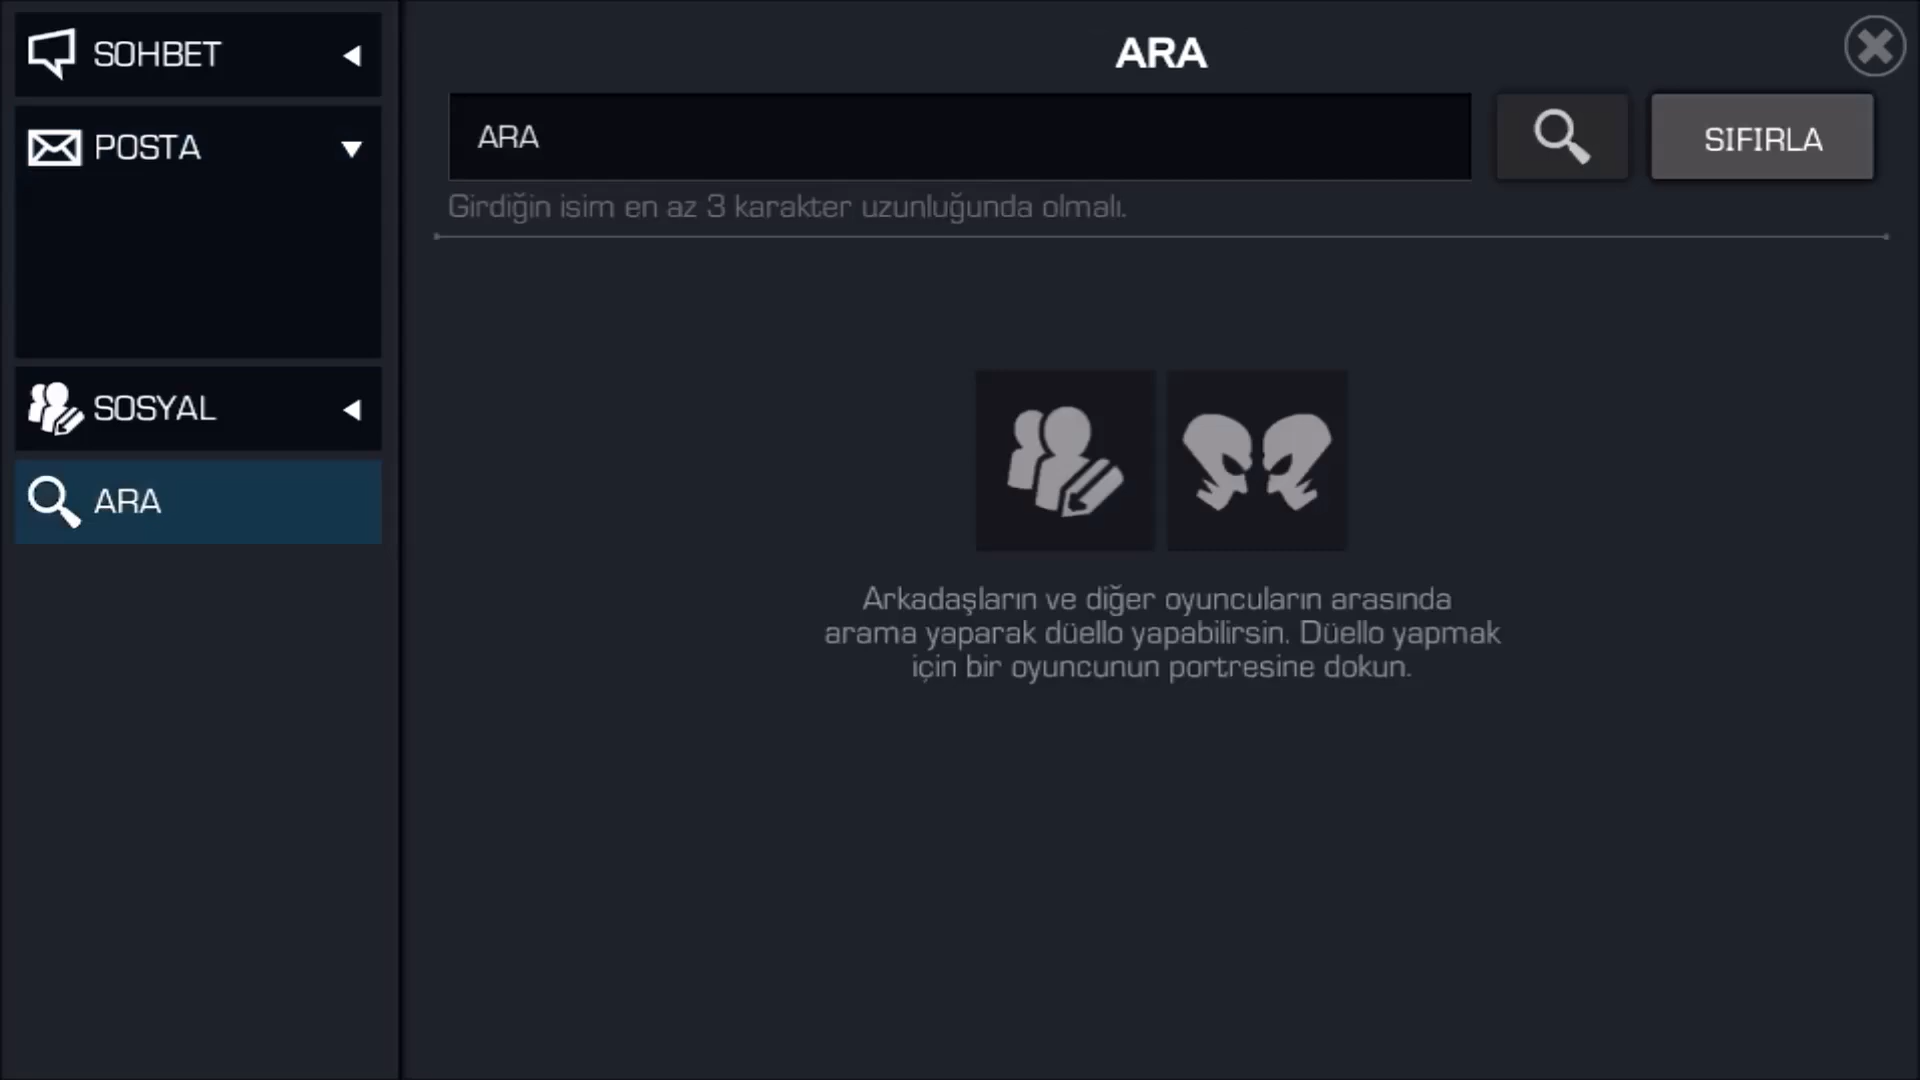 SOHBET
POSTA
SOSYAL
ARA
ARA
ARA
SIFIRLA
Girdiğin isim en az 3 karakter uzunluğunda olmalı.
Arkadaşların ve diğer oyuncuların arasında
arama yaparak düello yapabilirsin. Düello yapmak
için bir oyuncunun portresine dokun.